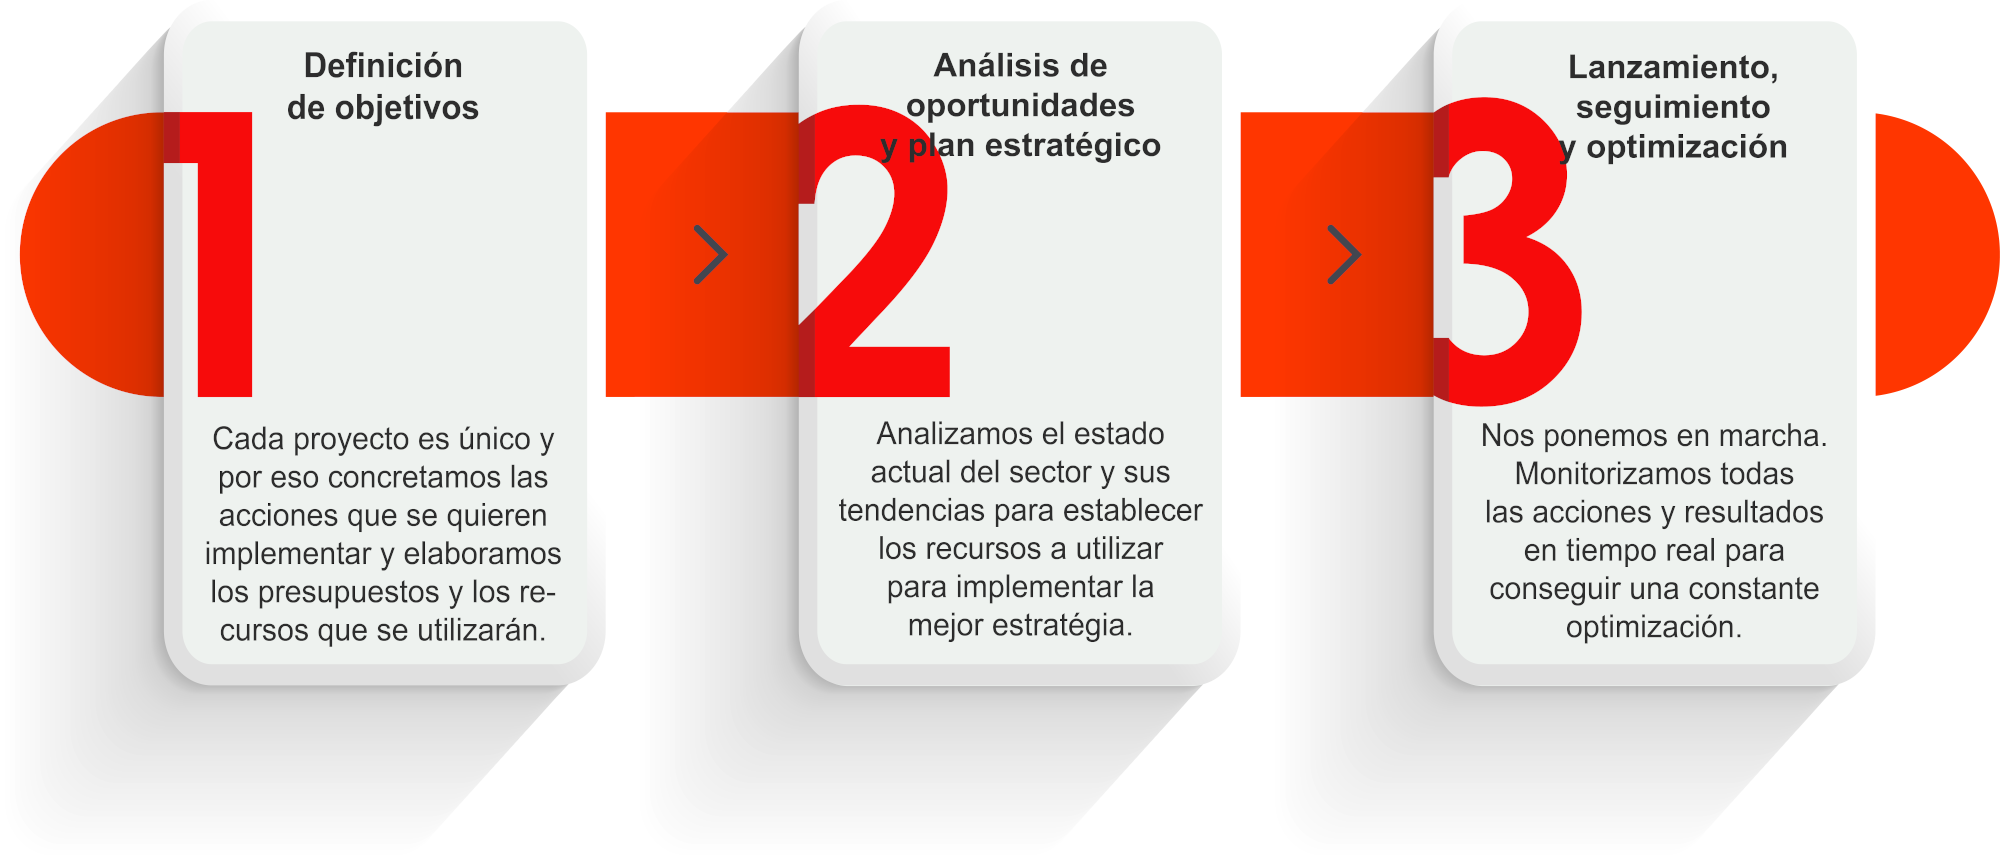 Definición
de objetivos
1
Cada proyecto es único y
por eso concretamos las
acciones que se quieren
implementar y elaboramos
los presupuestos y los re-
cursos que se utilizarán.
Análisis de
oportunidades
y plan estratégico
2
Analizamos el estado
actual del sector y sus
tendencias para establecer
los recursos a utilizar
para implementar la
mejor estratégia.
Lanzamiento,
seguimiento
y optimización
3
Nos ponemos en marcha.
Monitorizamos todas
las acciones y resultados
en tiempo real para
conseguir una constante
optimización.